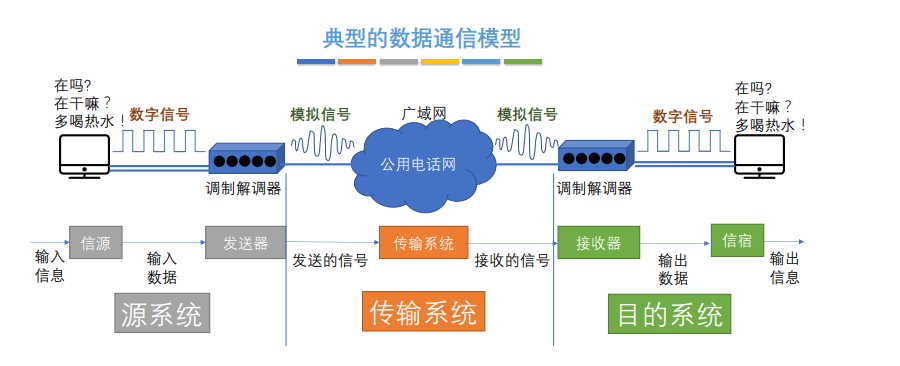 典型的数据通信模型
在吗?
在干嘛?
多喝热水!
数字信号
模拟信号
广域网
模拟信号
数字信号
在吗?
在干嘛?
多喝热水!
公用电话网
调制解调器
调制解调器
信源
发送器
传输系统
接收器
信宿
输入
信息
输入
数据
发送的信号
接收的信号
输出
数据
输出
信息
源系统
传输系统
目的系统